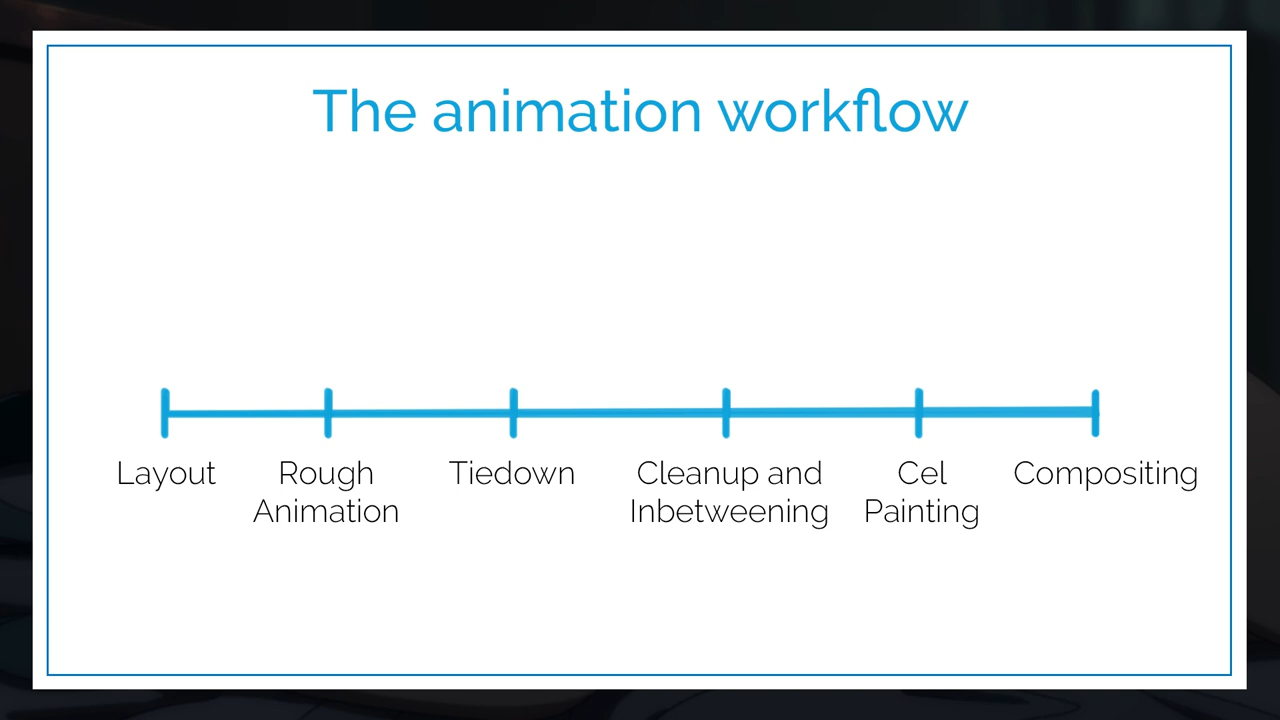 The animation workflow
Layout
Rough
Animation
Tiedown
Cleanup and
Inbetweening
Cel
Painting
Compositing